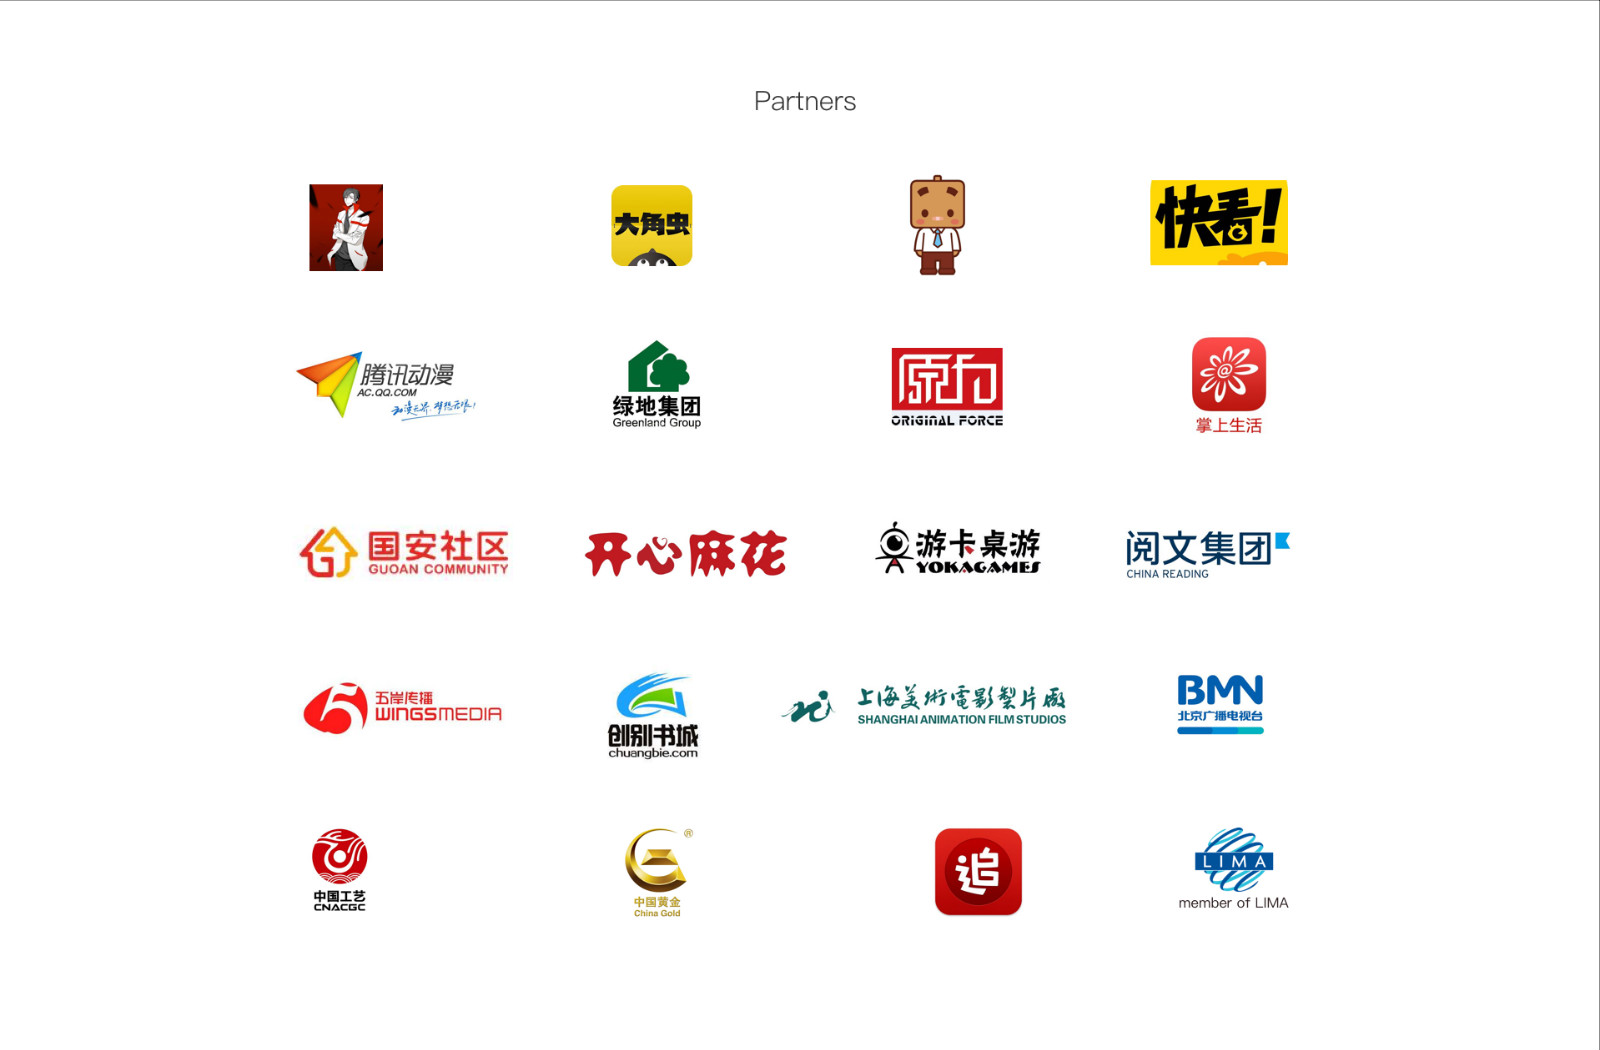 Partners
大角虫
快看!
腾讯动漫
AC.QQ.COM
绿地集团
Greenland Group
原力
ORIGINAL FORCE
掌上生活
国安社区
GUOAN COMMUNITY
开心麻花
游卡桌游
YOKAGAMES
阅文集团
CHINA READING
五岸传播
WINGSMEDIA
创别书城
chuangbie.com
上海美術電影製片廠
SHANGHAI ANIMATION FILM STUDIOS
BMN
北京广播电视台
中国工艺
CNACGC
®
中国黄金
China Gold
追
LIMA
member of LIMA